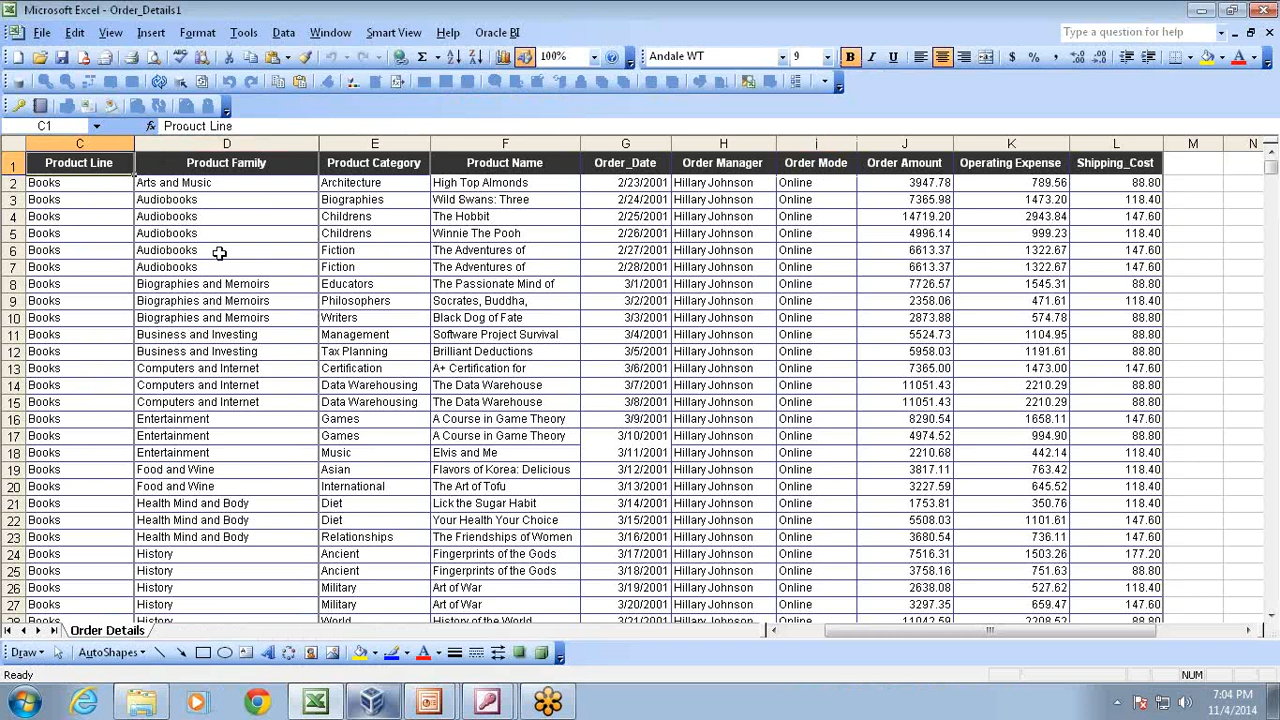 Microsoft Excel - Order_Details1
File Edit View Insert Format Tools Data Window Smart View Help Oracle BI Type a question for help
100% Andale WT 9 B I U $ % ,
C1 fx Product Line
C D E F G H I J K L M N
1 Product Line Product Family Product Category Product Name Order_Date Order Manager Order Mode Order Amount Operating Expense Shipping_Cost
2 Books Arts and Music Architecture High Top Almonds 2/23/2001 Hillary Johnson Online 3947.78 789.56 88.80
3 Books Audiobooks Biographies Wild Swans: Three 2/24/2001 Hillary Johnson Online 7365.98 1473.20 118.40
4 Books Audiobooks Childrens The Hobbit 2/25/2001 Hillary Johnson Online 14719.20 2943.84 147.60
5 Books Audiobooks Childrens Winnie The Pooh 2/26/2001 Hillary Johnson Online 4996.14 999.23 88.80
6 Books Audiobooks Fiction The Adventures of 2/27/2001 Hillary Johnson Online 6613.37 1322.67 147.60
7 Books Audiobooks Fiction The Adventures of 2/28/2001 Hillary Johnson Online 6613.37 1322.67 118.40
8 Books Biographies and Memoirs Educators The Passionate Mind of 3/1/2001 Hillary Johnson Online 7726.57 1545.31 88.80
9 Books Biographies and Memoirs Philosophers Socrates, Buddha, 3/2/2001 Hillary Johnson Online 2358.06 471.61 118.40
10 Books Biographies and Memoirs Writers Black Dog of Fate 3/3/2001 Hillary Johnson Online 2873.88 574.78 88.80
11 Books Business and Investing Management Software Project Survival 3/4/2001 Hillary Johnson Online 5524.73 1104.95 88.80
12 Books Business and Investing Tax Planning Brilliant Deductions 3/5/2001 Hillary Johnson Online 5958.03 1191.61 88.80
13 Books Computers and Internet Certification A+ Certification for 3/6/2001 Hillary Johnson Online 7365.00 1473.00 88.80
14 Books Computers and Internet Data Warehousing The Data Warehouse 3/7/2001 Hillary Johnson Online 11051.43 2210.29 88.80
15 Books Computers and Internet Data Warehousing The Data Warehouse 3/8/2001 Hillary Johnson Online 11051.43 2210.29 88.80
16 Books Entertainment Games A Course in Game Theory 3/9/2001 Hillary Johnson Online 8290.54 1658.11 147.60
17 Books Entertainment Games A Course in Game Theory 3/10/2001 Hillary Johnson Online 4974.52 994.90 88.80
18 Books Entertainment Music Elvis and Me 3/11/2001 Hillary Johnson Online 2210.68 442.14 88.80
19 Books Food and Wine Asian Flavors of Korea: Delicious 3/12/2001 Hillary Johnson Online 3817.11 763.42 118.40
20 Books Food and Wine International The Art of Tofu 3/13/2001 Hillary Johnson Online 3227.59 645.52 118.40
21 Books Health Mind and Body Diet Lick the Sugar Habit 3/14/2001 Hillary Johnson Online 1753.81 350.76 118.40
22 Books Health Mind and Body Diet Your Health Your Choice 3/15/2001 Hillary Johnson Online 5508.03 1101.61 147.60
23 Books Health Mind and Body Relationships The Friendships of Women 3/16/2001 Hillary Johnson Online 3680.54 736.11 88.80
24 Books History Ancient Fingerprints of the Gods 3/17/2001 Hillary Johnson Online 7516.31 1503.26 177.20
25 Books History Ancient Fingerprints of the Gods 3/18/2001 Hillary Johnson Online 3758.16 751.63 118.40
26 Books History Military Art of War 3/19/2001 Hillary Johnson Online 2638.08 527.62 118.40
27 Books History Military Art of War 3/20/2001 Hillary Johnson Online 3297.35 659.47 147.60
28 Books History World History of the World 3/21/2001 Hillary Johnson Online 11042.59 2208.52 88.80
Order Details
Draw AutoShapes
Ready NUM
7:04 PM
11/4/2014